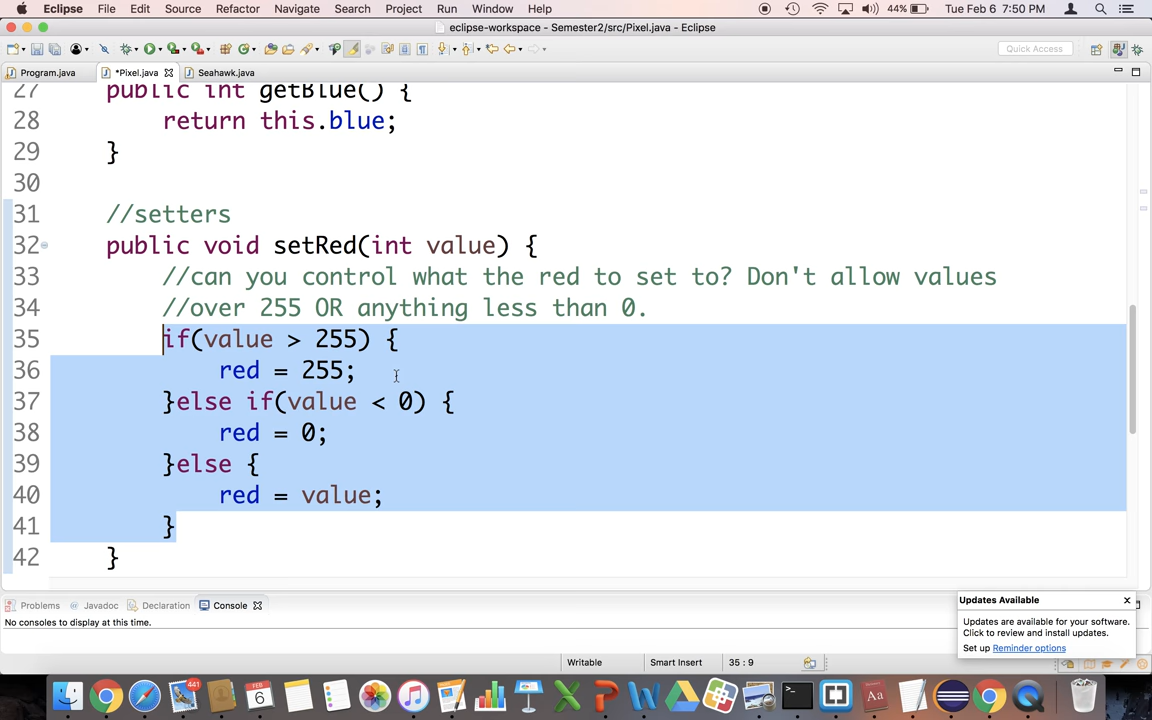 Eclipse File Edit Source Refactor Navigate Search Project Run Window Help 44% Tue Feb 6 7:50 PM
eclipse-workspace - Semester2/src/Pixel.java - Eclipse
Quick Access
Program.java *Pixel.java Seahawk.java
27 public int getBlue() {
28 return this.blue;
29 }
30
31 //setters
32 public void setRed(int value) {
33 //can you control what the red to set to? Don't allow values
34 //over 255 OR anything less than 0.
35 if(value > 255) {
36 red = 255;
37 }else if(value < 0) {
38 red = 0;
39 }else {
40 red = value;
41 }
42 }
Problems Javadoc Declaration Console
No consoles to display at this time.
Updates Available
Updates are available for your software.
Click to review and install updates.
Set up Reminder options
Writable Smart Insert 35 : 9
441
FEB
6